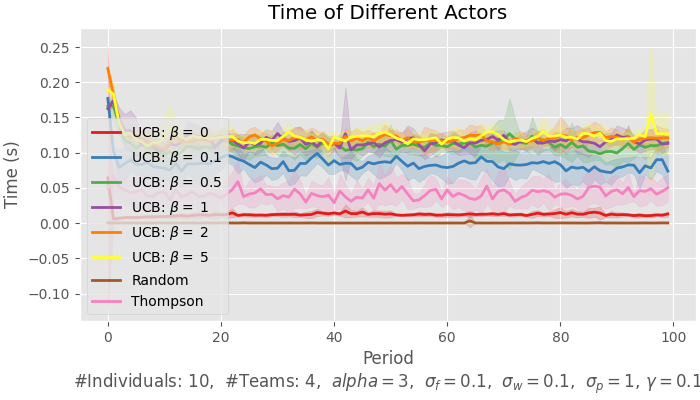 Time of Different Actors
Time (s)
0.25
0.20
0.15
0.10
0.05
0.00
−0.05
−0.10
UCB: β = 0
UCB: β = 0.1
UCB: β = 0.5
UCB: β = 1
UCB: β = 2
UCB: β = 5
Random
Thompson
0 20 40 60 80 100
Period
#Individuals: 10, #Teams: 4, alpha = 3, σ_f = 0.1, σ_w = 0.1, σ_p = 1, γ = 0.1